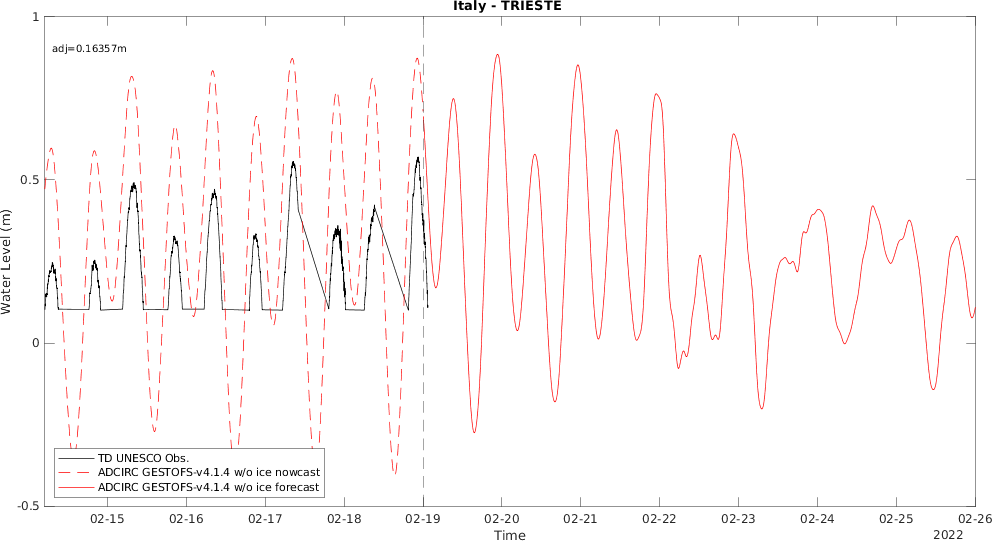 Italy - TRIESTE
adj=0.16357m
Water Level (m)
1
0.5
0
-0.5
TD UNESCO Obs.
ADCIRC GESTOFS-v4.1.4 w/o ice nowcast
ADCIRC GESTOFS-v4.1.4 w/o ice forecast
02-15 02-16 02-17 02-18 02-19 02-20 02-21 02-22 02-23 02-24 02-25 02-26
Time
2022